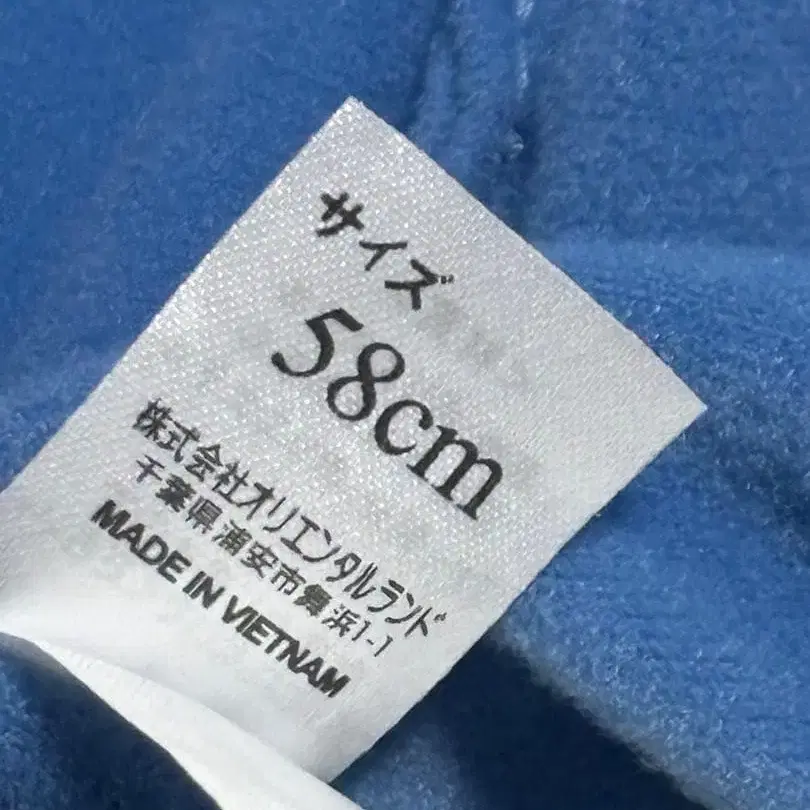 サイズ
58cm
株式会社オリエンタルランド
千葉県浦安市舞浜1-1
MADE IN VIETNAM